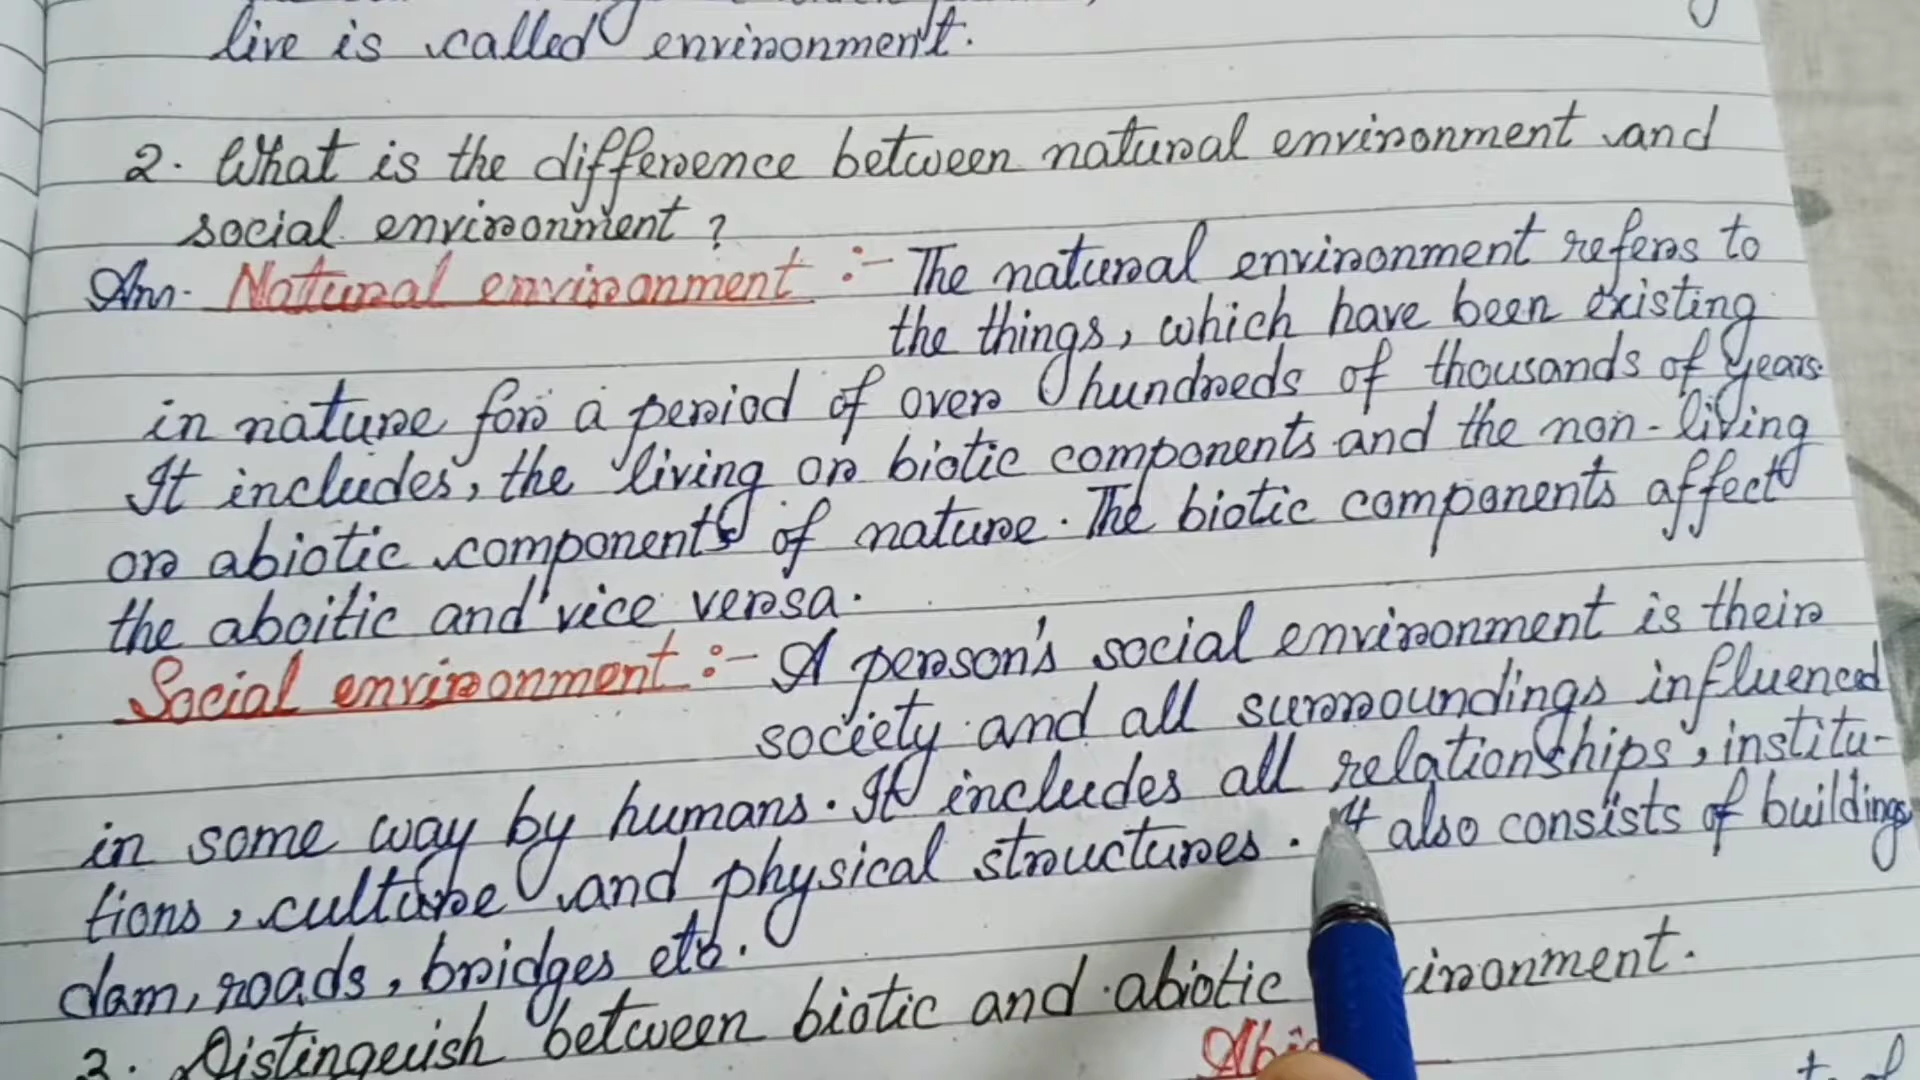 live is called environment.
2. What is the difference between natural environment and
social environment ?
Ans. Natural environment :- The natural environment refers to
the things, which have been existing
in nature for a period of over hundreds of thousands of years.
It includes, the living or biotic components and the non-living
or abiotic components of nature. The biotic components affect
the aboitic and vice versa.
Social environment :- A person's social environment is their
society and all surroundings influenced
in some way by humans. It includes all relationships, institu-
tions, culture and physical structures. It also consists of buildings
dam, roads, bridges etc.
3. Distinguish between biotic and abiotic